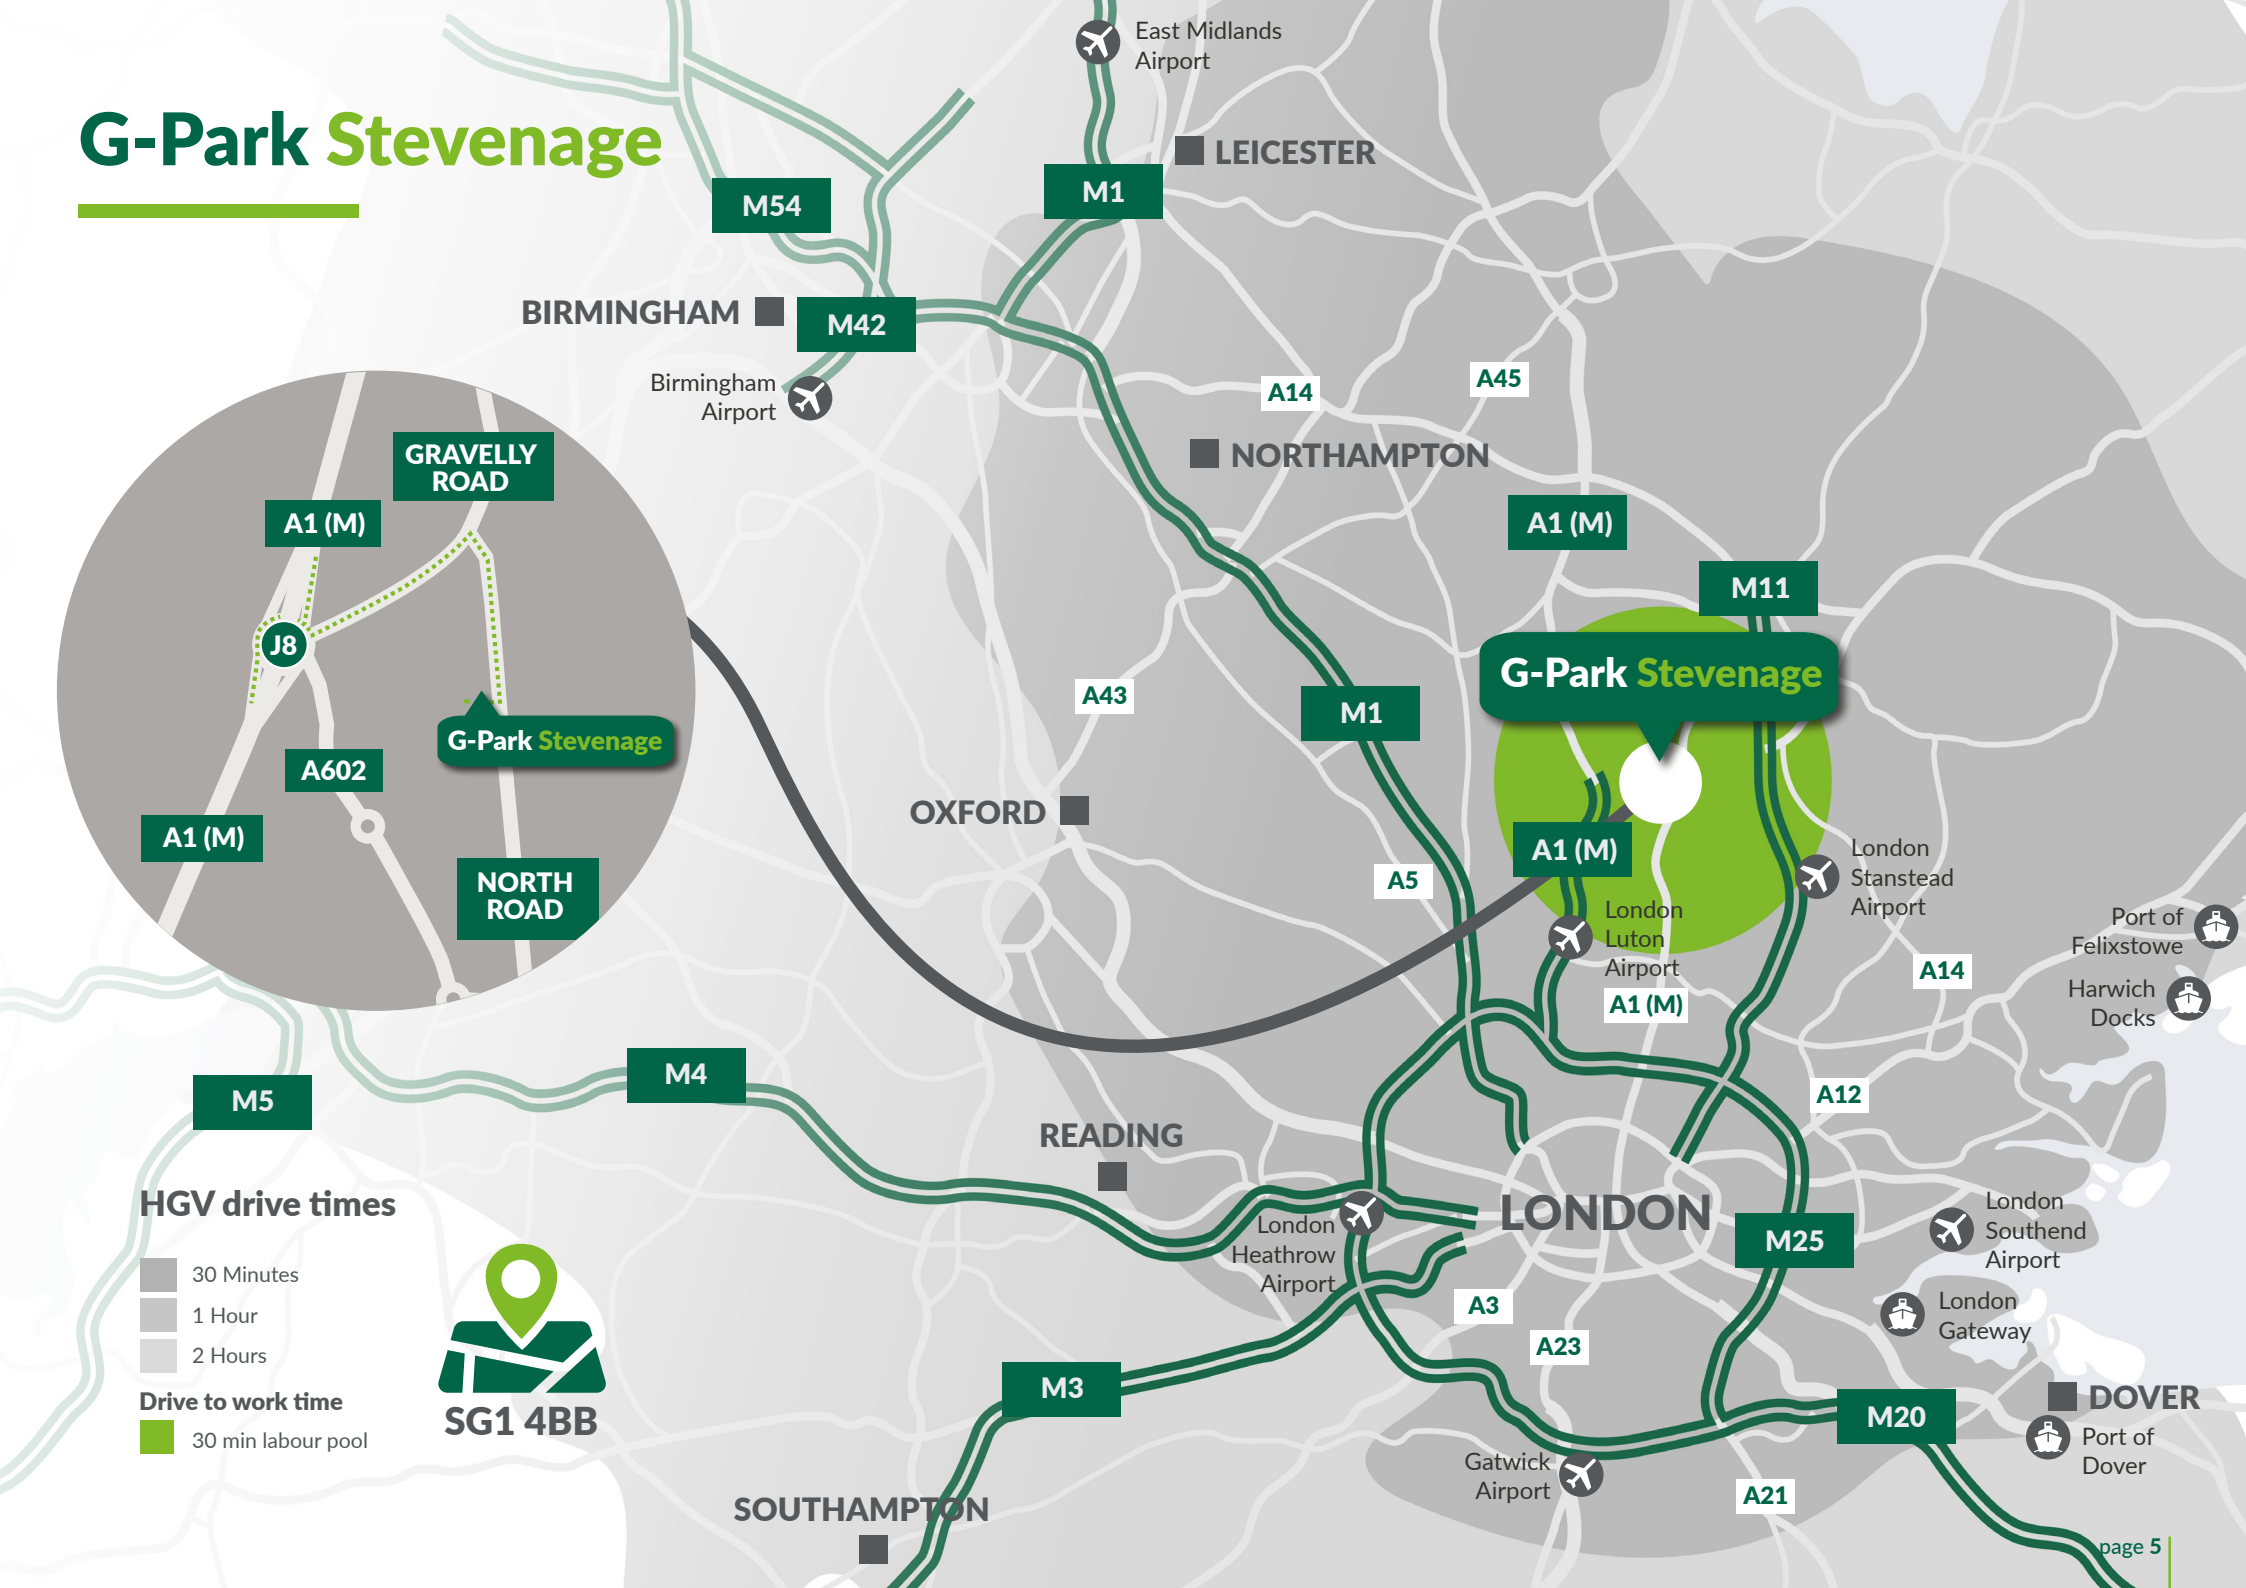 G-Park Stevenage
East Midlands
Airport
LEICESTER
M1
M54
BIRMINGHAM
M42
Birmingham
Airport
A14
A45
NORTHAMPTON
GRAVELLY
ROAD
A1 (M)
J8
G-Park Stevenage
A602
A1 (M)
NORTH
ROAD
A1 (M)
M11
G-Park Stevenage
A43
M1
OXFORD
A1 (M)
A5
London
Stanstead
Airport
London
Luton
Airport
A1 (M)
Port of
Felixstowe
A14
Harwich
Docks
M4
M5
A12
READING
LONDON
London
Heathrow
Airport
M25
London
Southend
Airport
London
Gateway
A3
A23
M3
M20
DOVER
Port of
Dover
Gatwick
Airport
A21
SOUTHAMPTON
HGV drive times
30 Minutes
1 Hour
2 Hours
Drive to work time
30 min labour pool
SG1 4BB
page 5